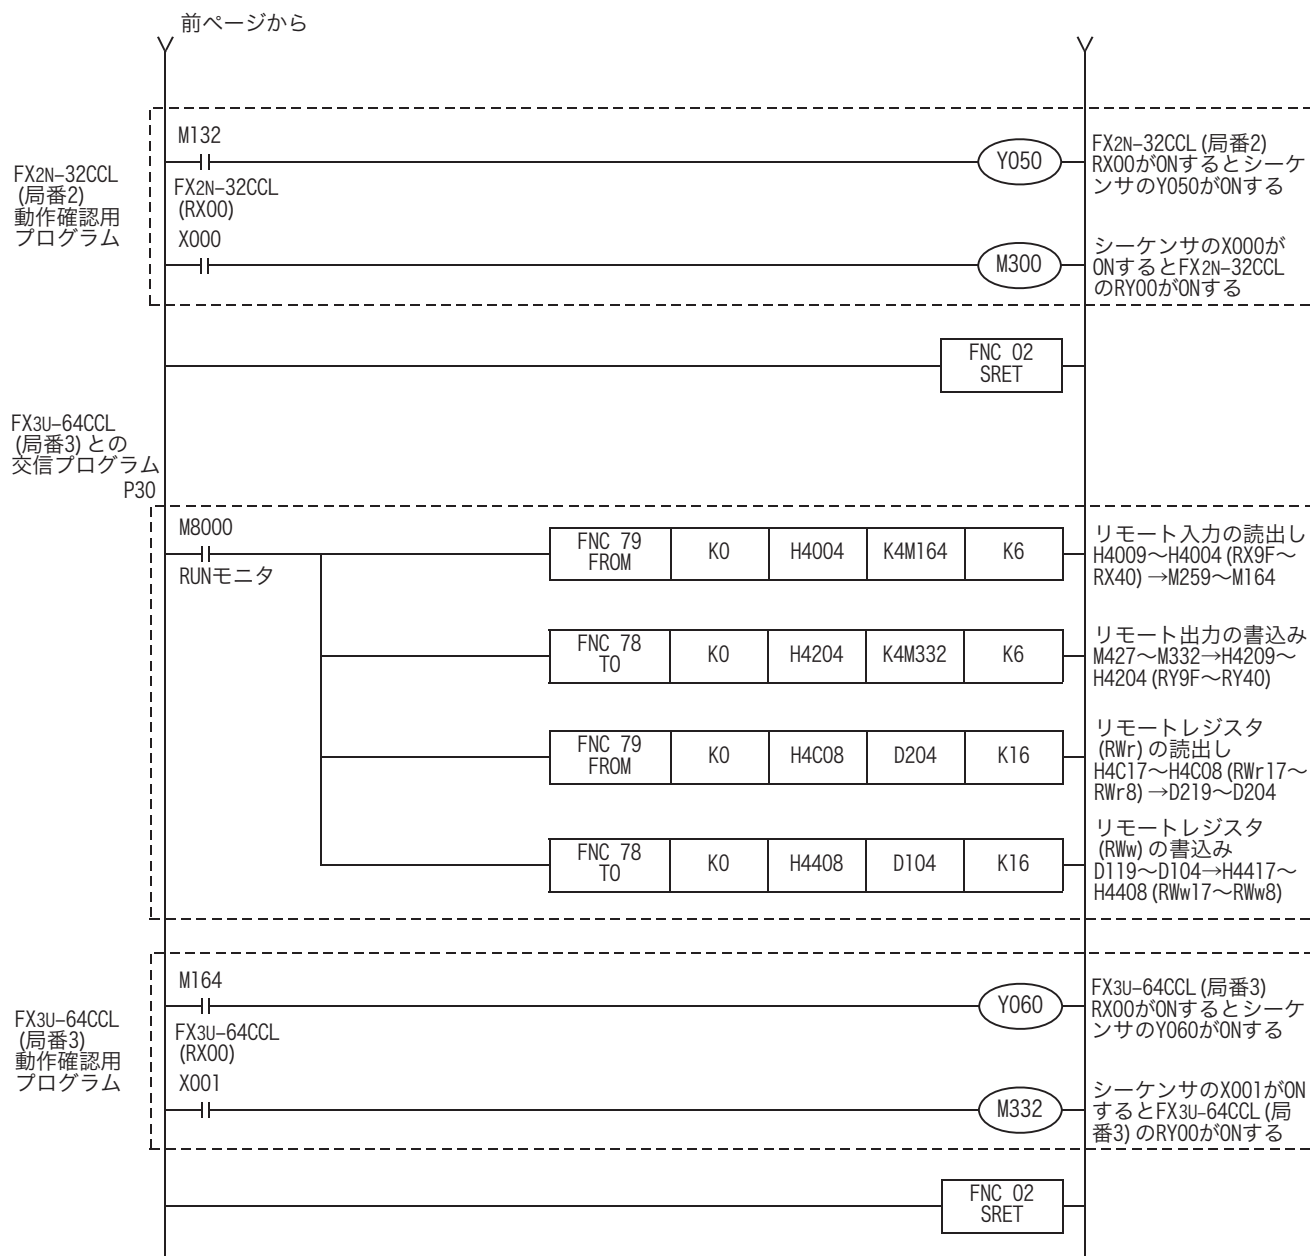 前ページから
FX2N-32CCL
(局番2)
動作確認用
プログラム
M132
FX2N-32CCL
(RX00)
Y050
FX2N-32CCL (局番2)
RX00がONするとシーケ
ンサのY050がONする
X000
M300
シーケンサのX000が
ONするとFX2N-32CCL
のRY00がONする
FNC 02
SRET
FX3U-64CCL
(局番3) との
交信プログラム
P30
M8000
RUNモニタ
FNC 79
FROM
K0
H4004
K4M164
K6
リモート入力の読出し
H4009～H4004 (RX9F～
RX40) →M259～M164
FNC 78
TO
K0
H4204
K4M332
K6
リモート出力の書込み
M427～M332→H4209～
H4204 (RY9F～RY40)
FNC 79
FROM
K0
H4C08
D204
K16
リモートレジスタ
(RWr) の読出し
H4C17～H4C08 (RWr17～
RWr8) →D219～D204
FNC 78
TO
K0
H4408
D104
K16
リモートレジスタ
(RWw) の書込み
D119～D104→H4417～
H4408 (RWw17～RWw8)
FX3U-64CCL
(局番3)
動作確認用
プログラム
M164
FX3U-64CCL
(RX00)
Y060
FX3U-64CCL (局番3)
RX00がONするとシーケ
ンサのY060がONする
X001
M332
シーケンサのX001がON
するとFX3U-64CCL (局
番3) のRY00がONする
FNC 02
SRET